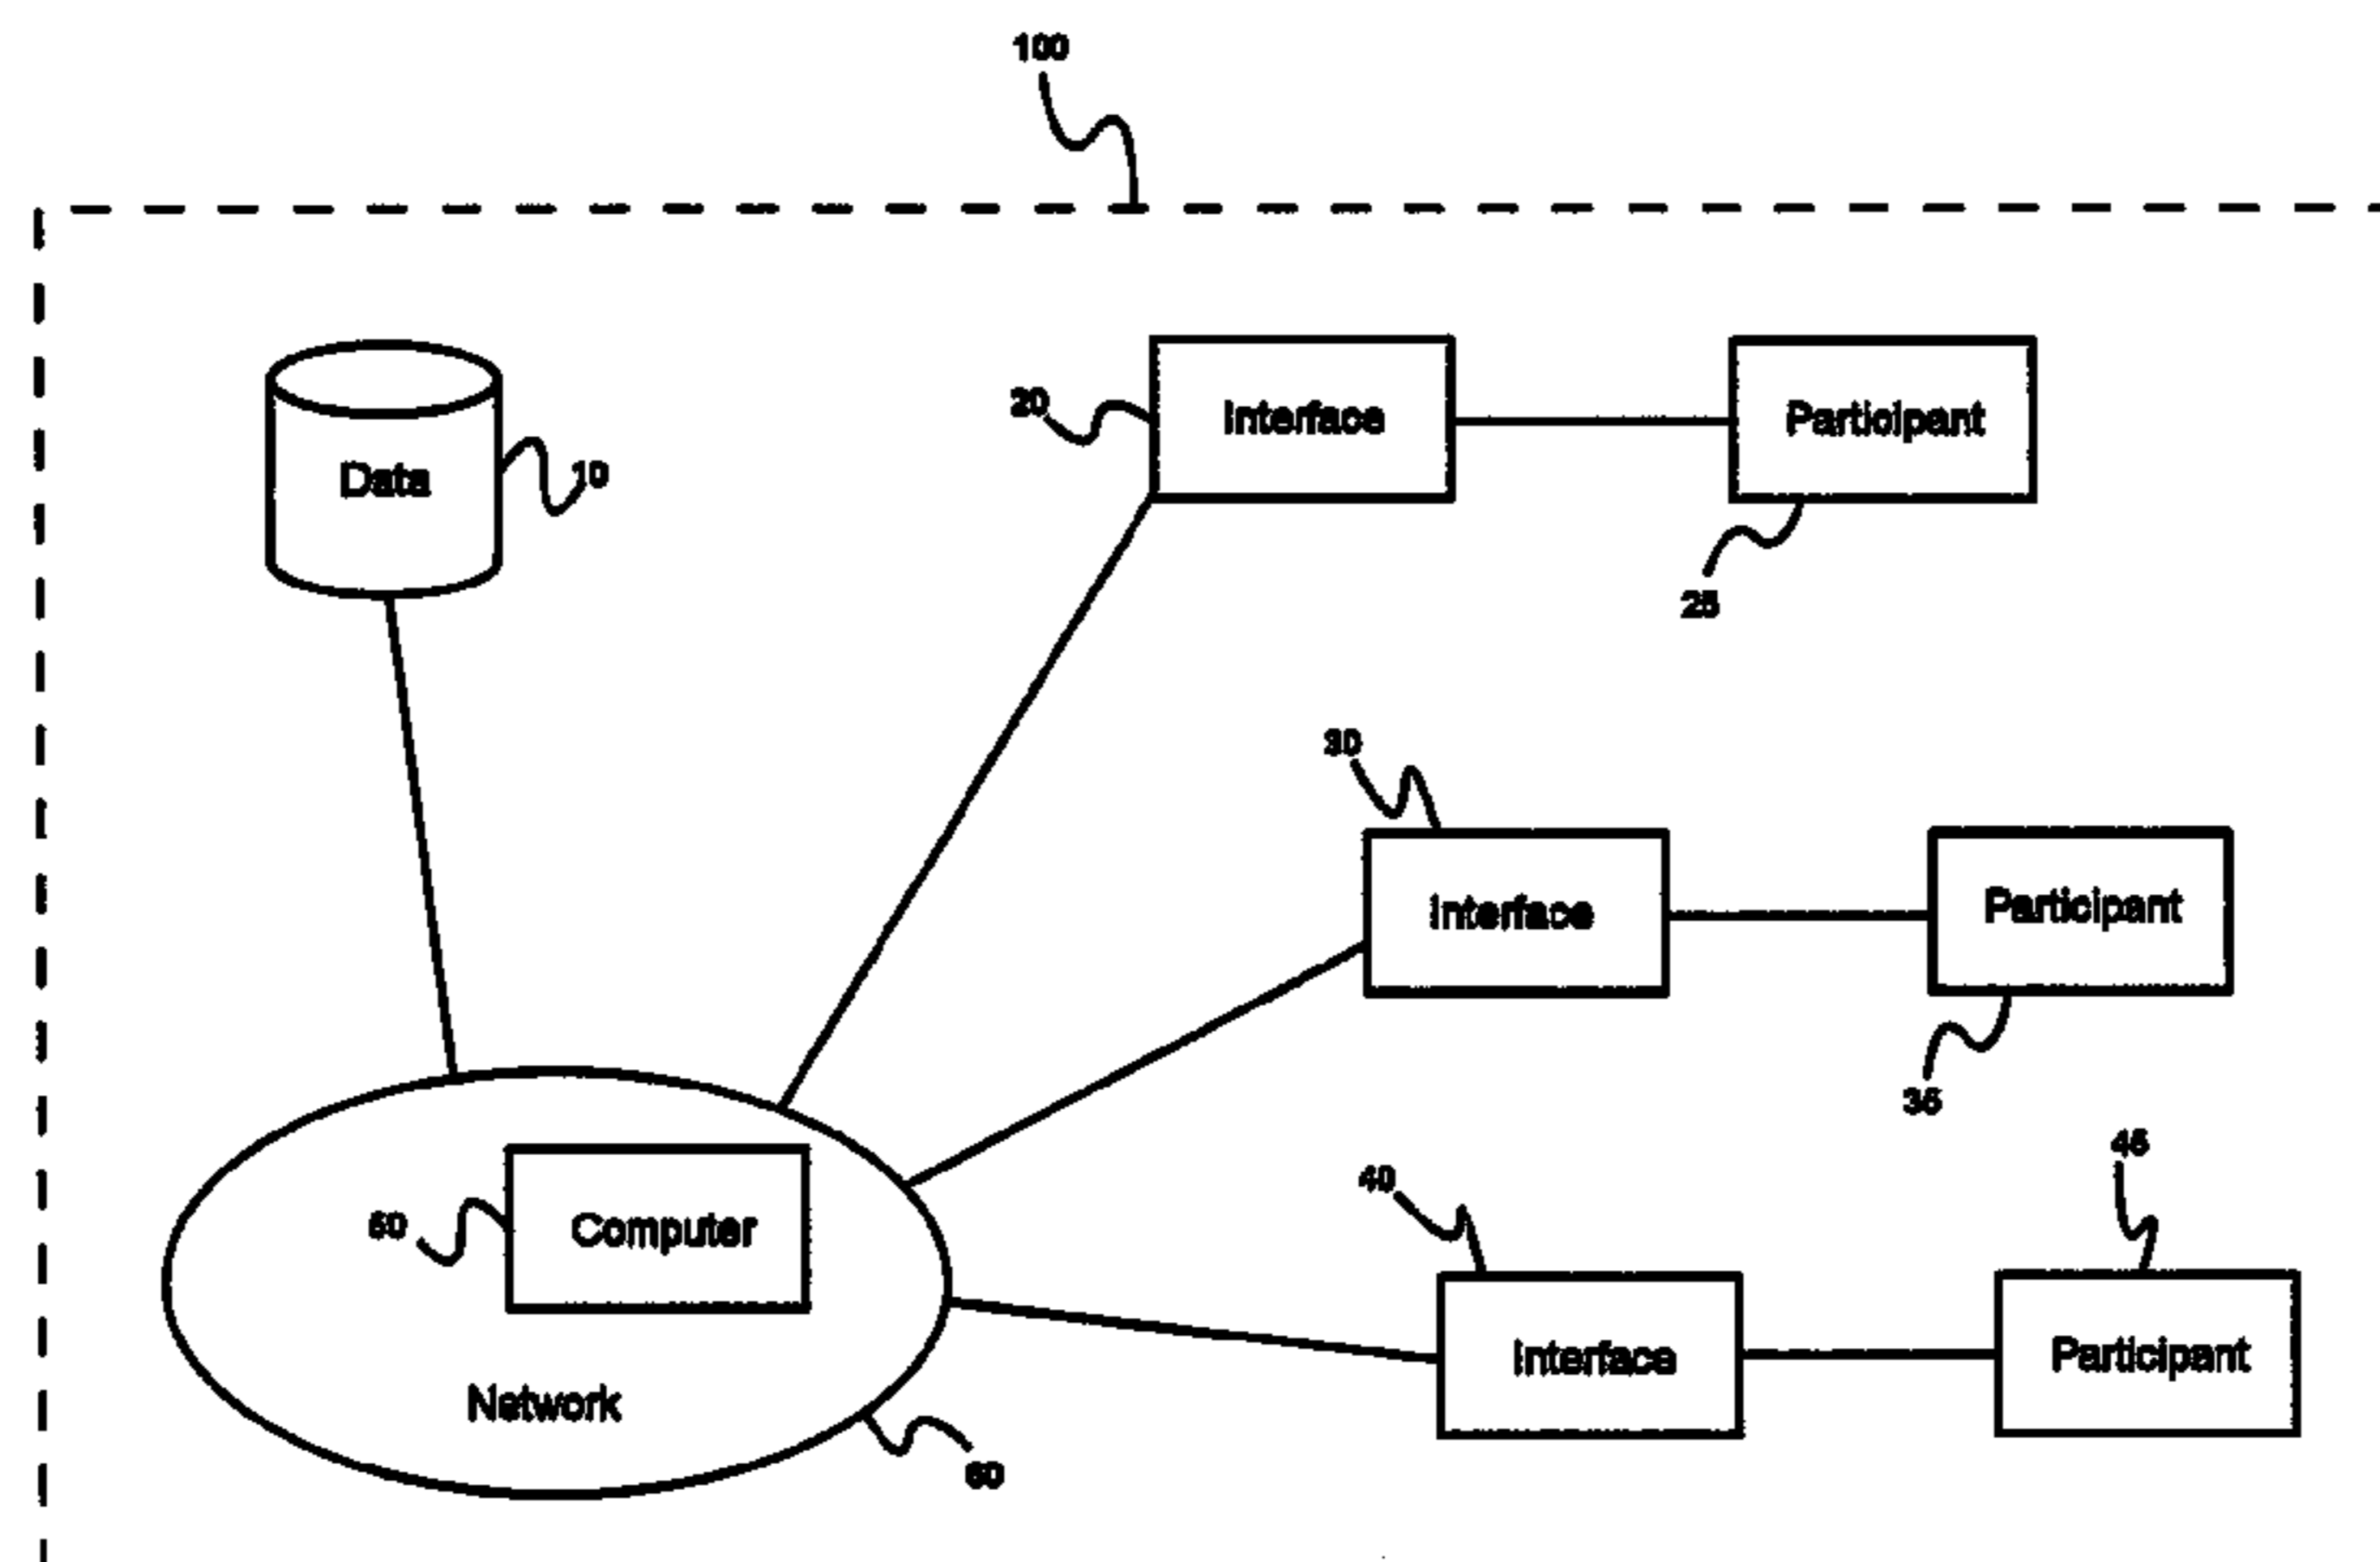 100
20
Interface
Participant
Data
10
25
30
Interface
Participant
35
45
40
50
Computer
Interface
Participant
Network
60